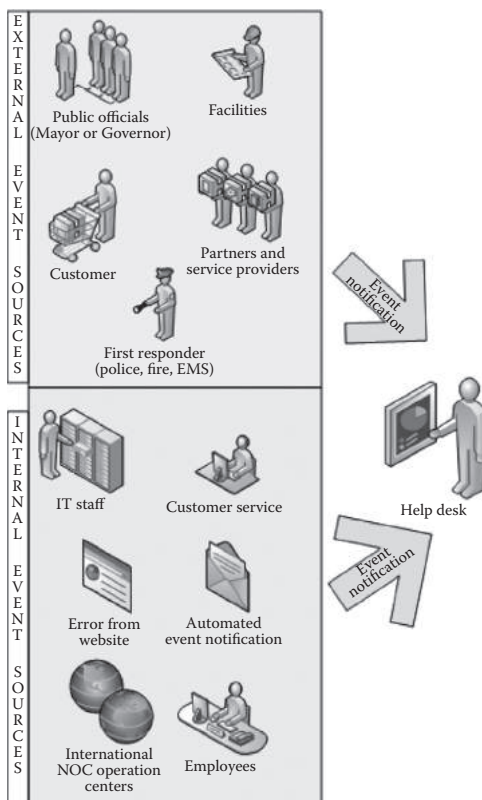 EXTERNAL EVENT SOURCES
Public officials
(Mayor or Governor)
Facilities
Customer
Partners and
service providers
First responder
(police, fire, EMS)
Event
notification
INTERNAL EVENT SOURCES
IT staff
Customer service
Error from
website
Automated
event notification
International
NOC operation
centers
Employees
Help desk
Event
notification